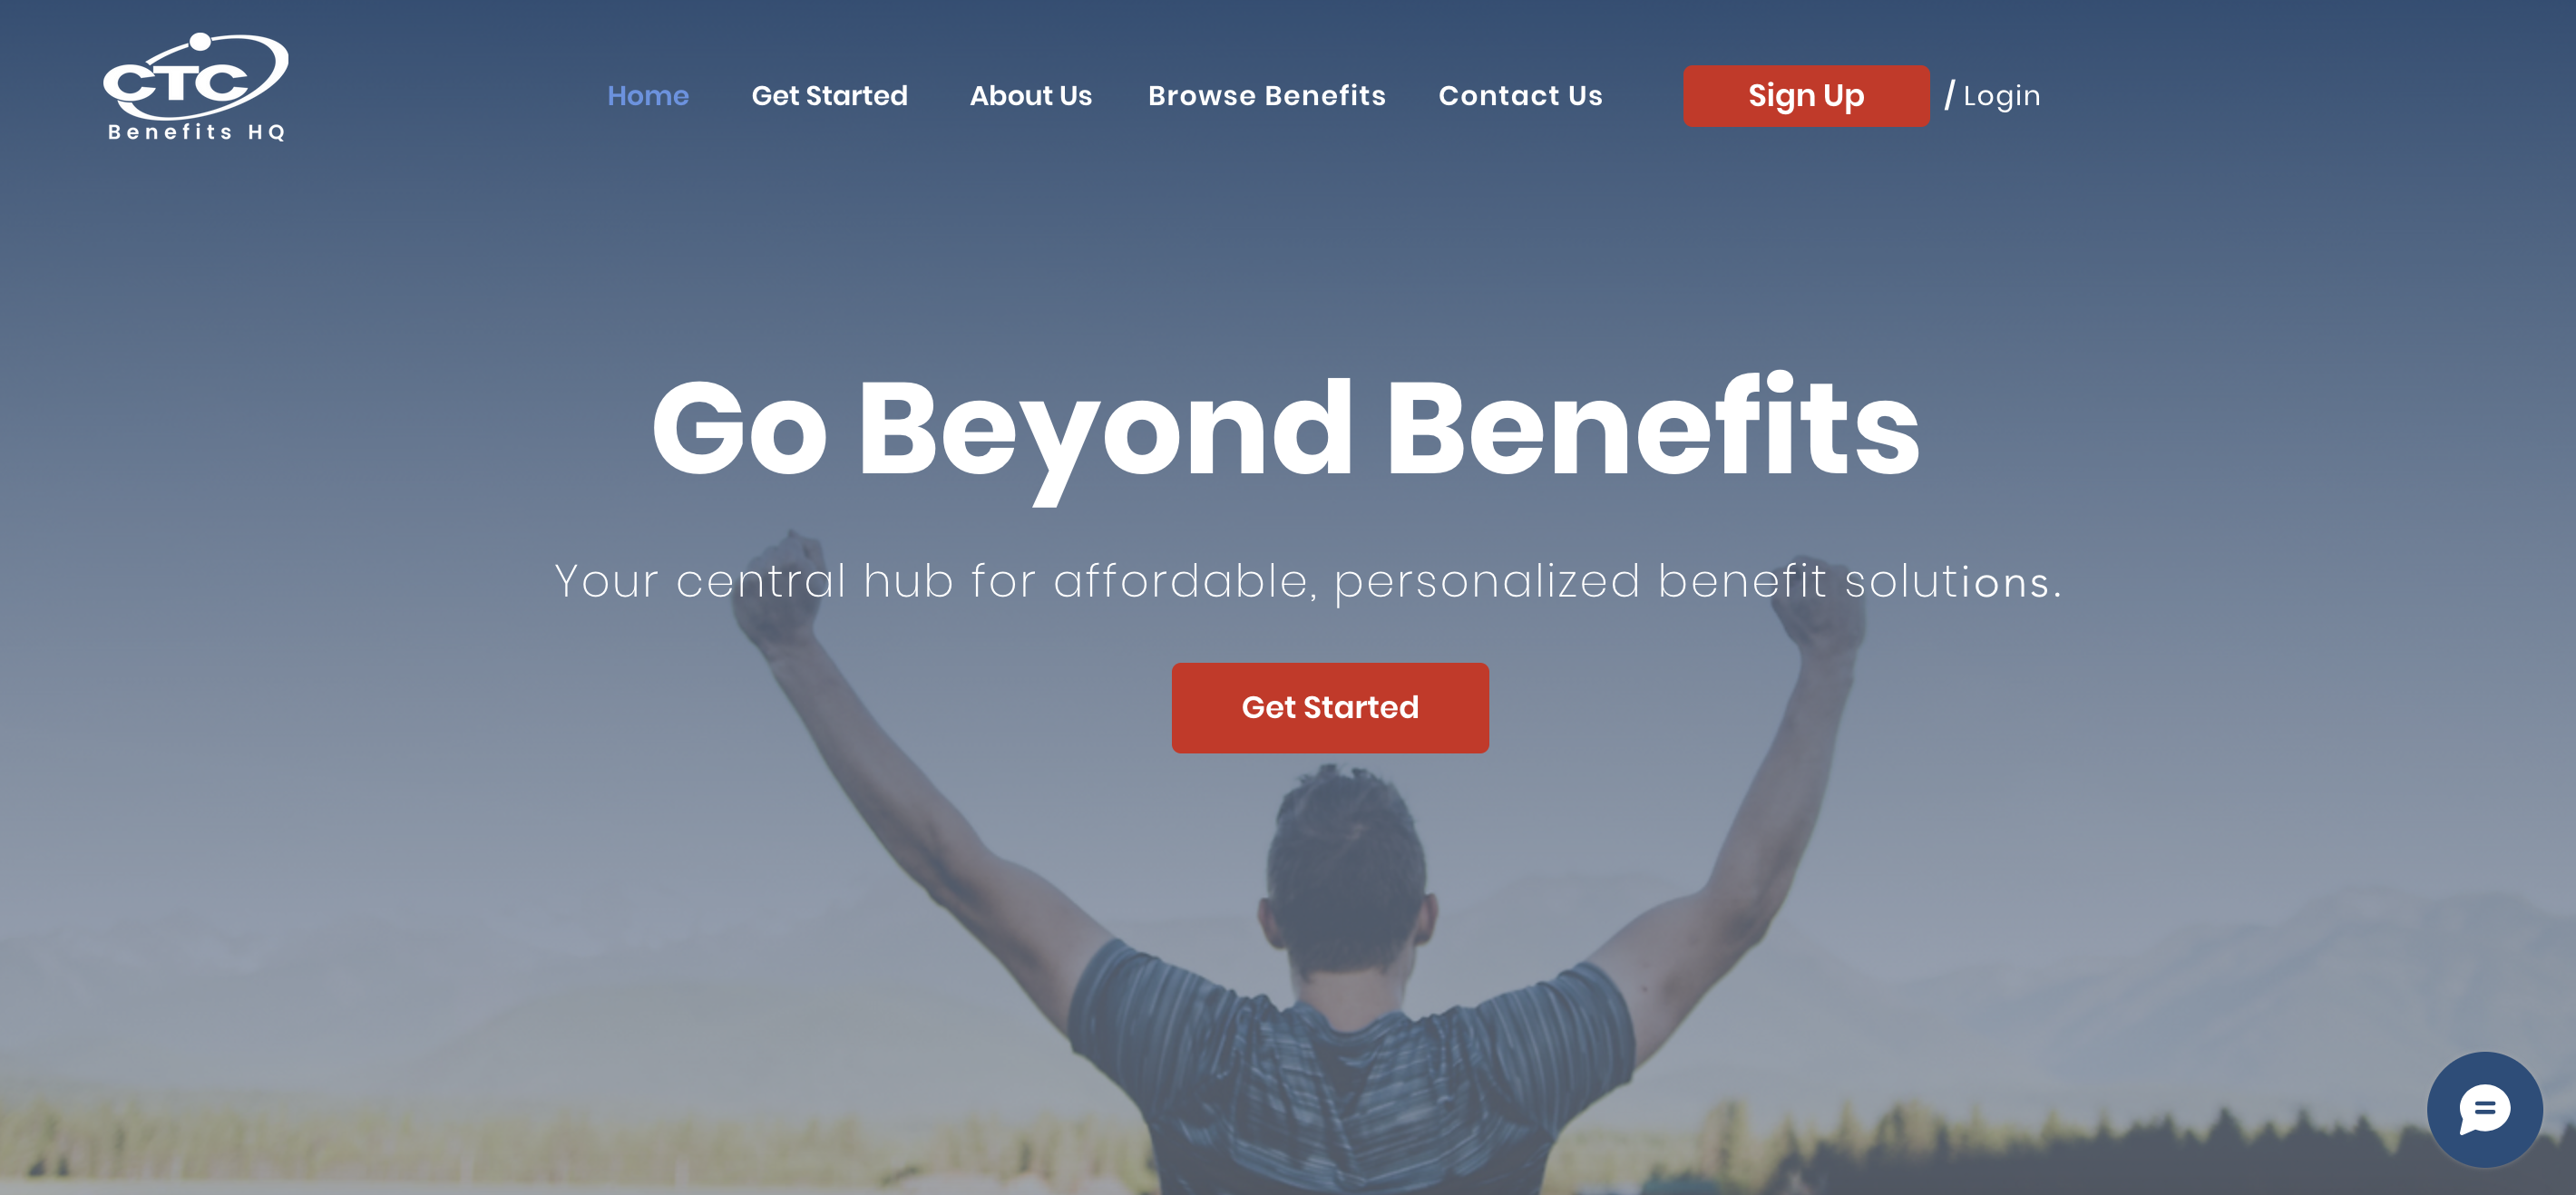 CTC
Benefits HQ
Home Get Started About Us Browse Benefits Contact Us Sign Up / Login
Go Beyond Benefits
Your central hub for affordable, personalized benefit solutions.
Get Started